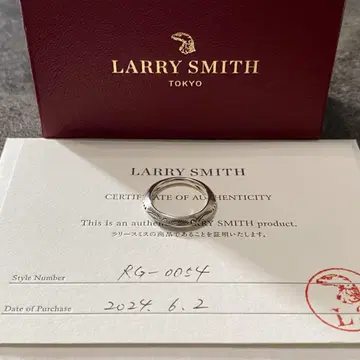 LARRY SMITH
TOKYO
LARRY SMITH
CERTIFICATE OF AUTHENTICITY
This is an authentic LARRY SMITH product.
ラリースミスの商品であることを証明いたします。
Style Number RG-0054
Date of Purchase 2024.6.2